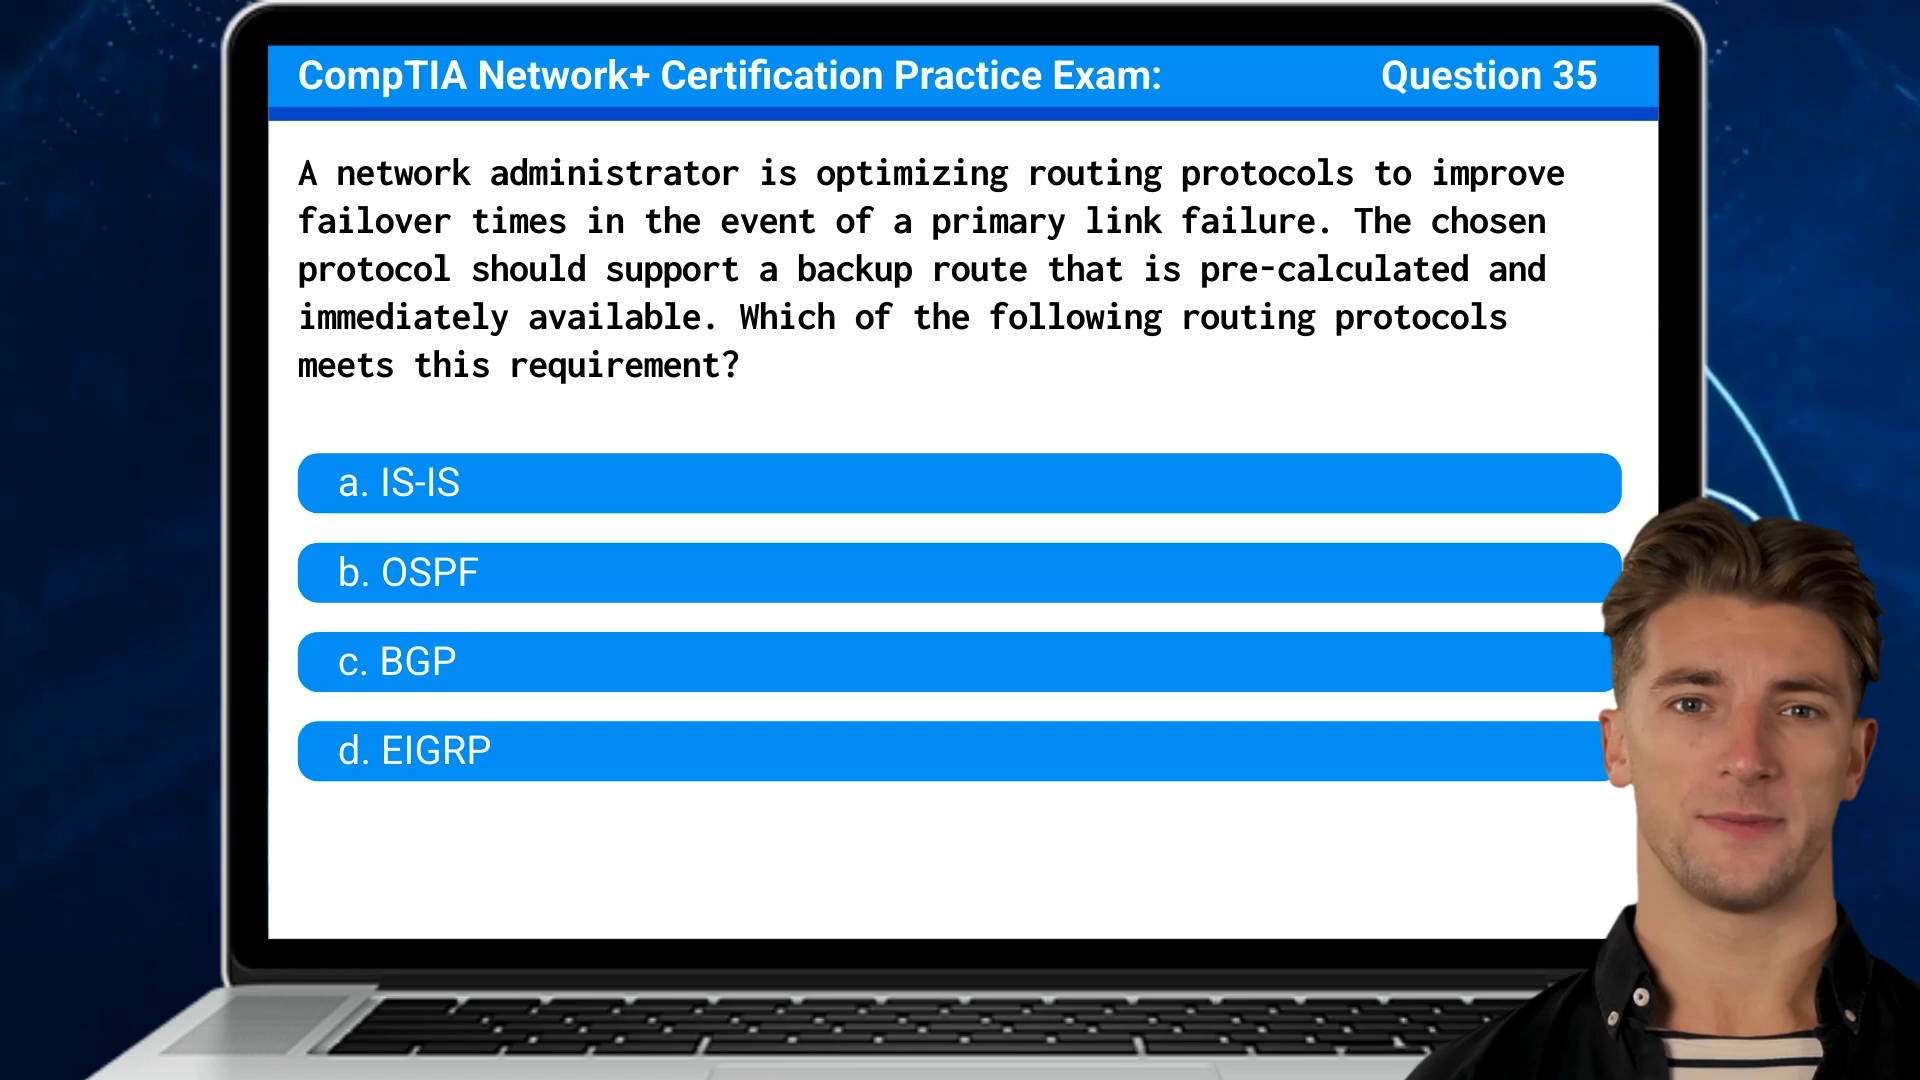 CompTIA Network+ Certification Practice Exam: Question 35
A network administrator is optimizing routing protocols to improve
failover times in the event of a primary link failure. The chosen
protocol should support a backup route that is pre-calculated and
immediately available. Which of the following routing protocols
meets this requirement?
a. IS-IS
b. OSPF
c. BGP
d. EIGRP